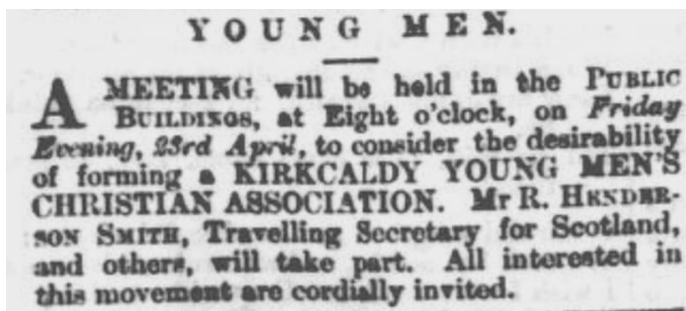 YOUNG MEN.
A MEETING will be held in the PUBLIC
BUILDINGS, at Eight o'clock, on Friday
Evening, 23rd April, to consider the desirability
of forming a KIRKCALDY YOUNG MEN'S
CHRISTIAN ASSOCIATION. Mr R. HENDER-
SON SMITH, Travelling Secretary for Scotland,
and others, will take part. All interested in
this movement are cordially invited.